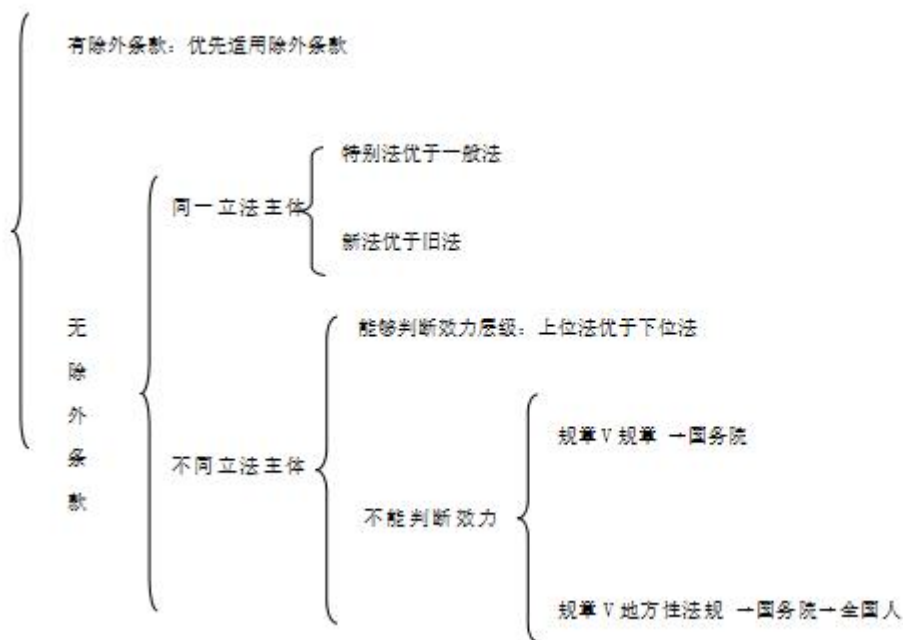 有除外条款：优先适用除外条款
特别法优于一般法
同一立法主体
新法优于旧法
无除外条款
能够判断效力层级：上位法优于下位法
规章V规章 →国务院
不同立法主体
不能判断效力
规章V地方性法规 →国务院→全国人